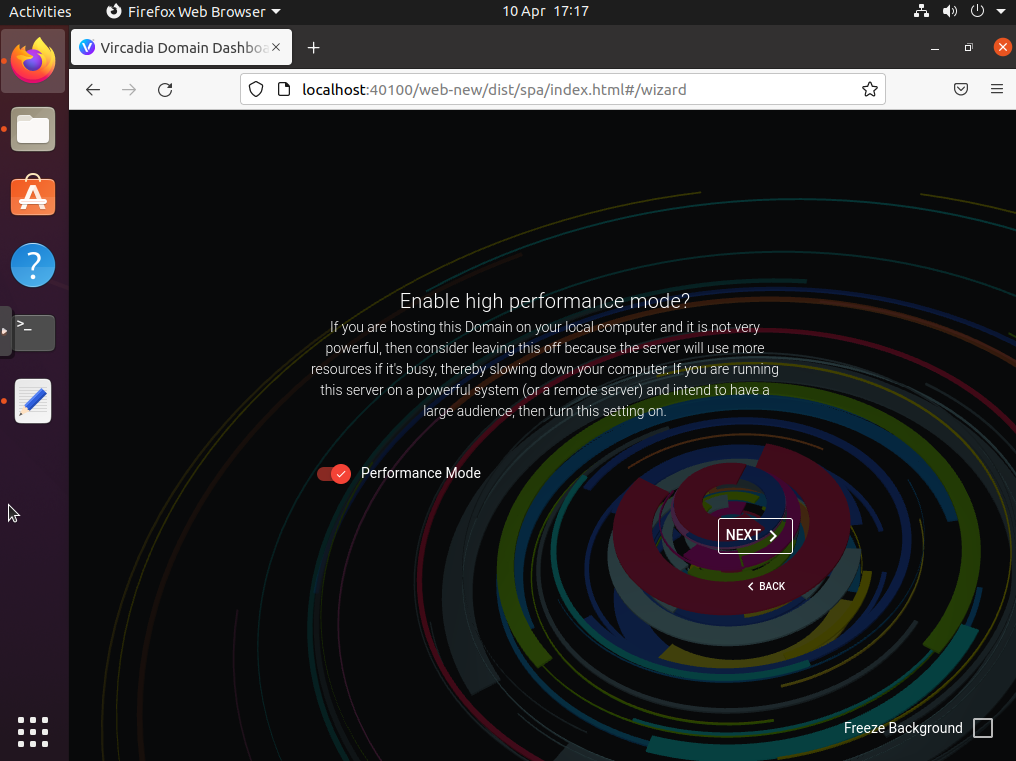 Activities
Firefox Web Browser
10 Apr 17:17
Vircadia Domain Dashboa
localhost:40100/web-new/dist/spa/index.html#/wizard
Enable high performance mode?
If you are hosting this Domain on your local computer and it is not very
powerful, then consider leaving this off because the server will use more
resources if it's busy, thereby slowing down your computer. If you are running
this server on a powerful system (or a remote server) and intend to have a
large audience, then turn this setting on.
Performance Mode
NEXT
BACK
Freeze Background